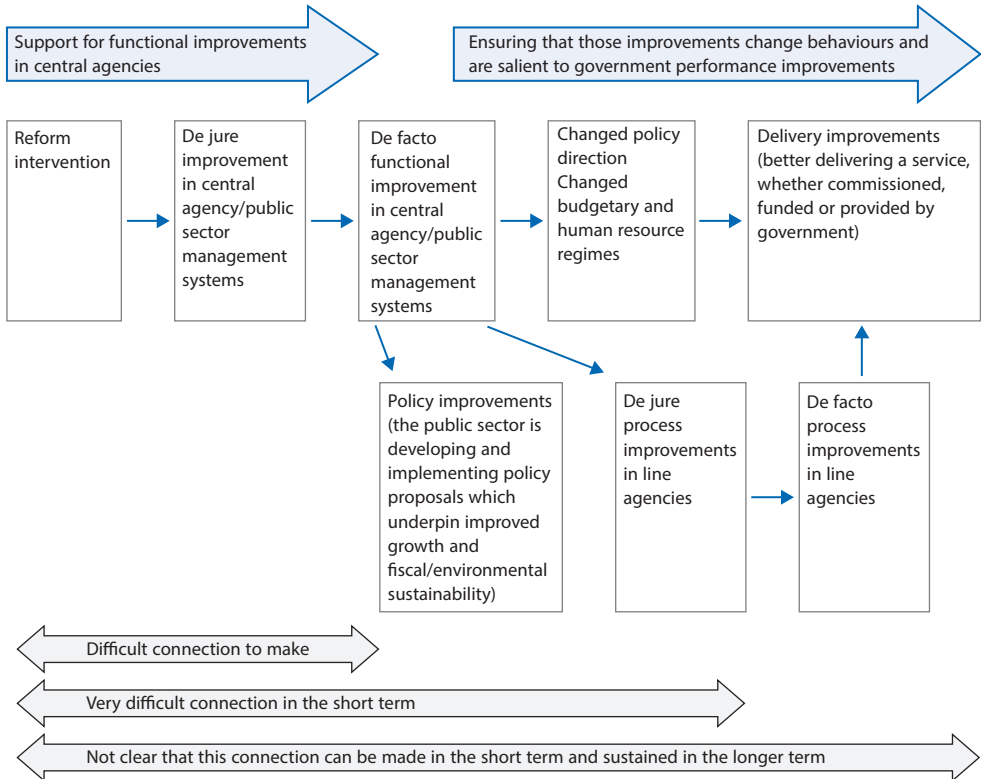 Support for functional improvements
in central agencies
Ensuring that those improvements change behaviours and
are salient to government performance improvements
Reform
intervention
De jure
improvement
in central
agency/public
sector
management
systems
De facto
functional
improvement
in central
agency/public
sector
management
systems
Changed policy
direction
Changed
budgetary and
human resource
regimes
Delivery improvements
(better delivering a service,
whether commissioned,
funded or provided by
government)
Policy improvements
(the public sector is
developing and
implementing policy
proposals which
underpin improved
growth and
fiscal/environmental
sustainability)
De jure
process
improvements
in line
agencies
De facto
process
improvements
in line
agencies
Difficult connection to make
Very difficult connection in the short term
Not clear that this connection can be made in the short term and sustained in the longer term